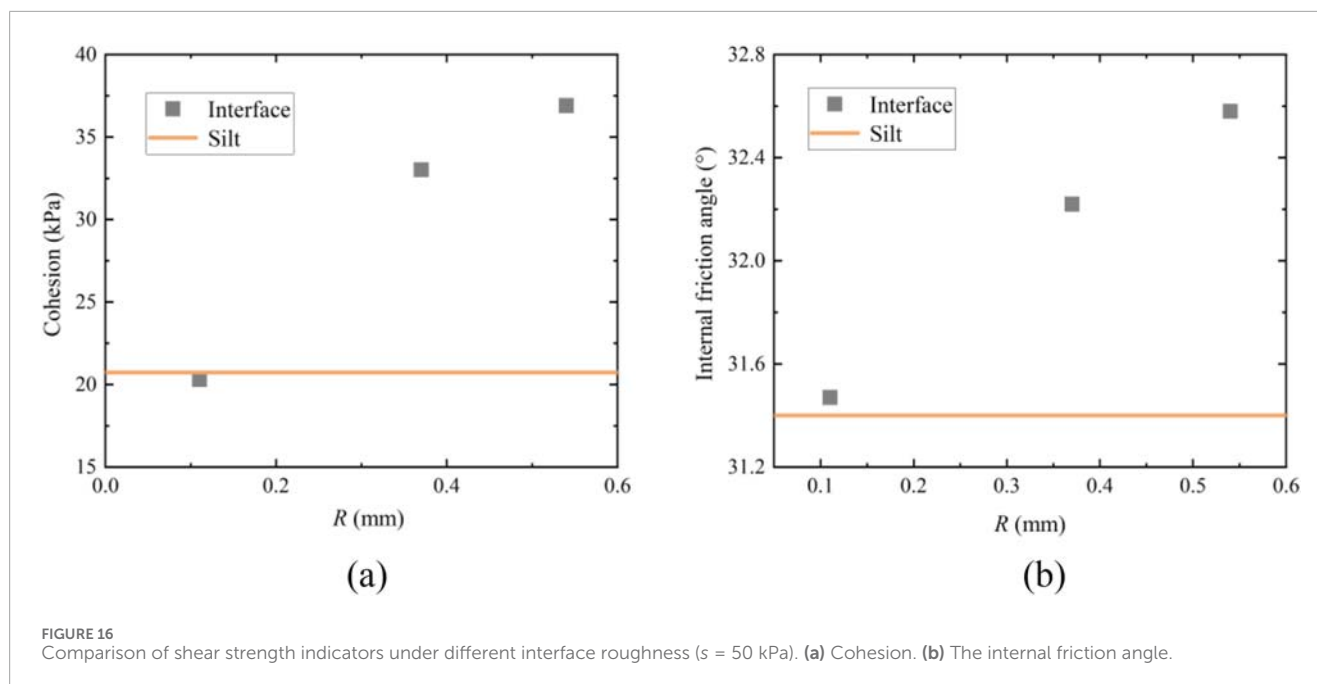 40
35
30
25
20
15
Cohesion (kPa)
Interface
Silt
0.0
0.2
0.4
0.6
R (mm)
(a)
32.8
32.4
32.0
31.6
31.2
Internal friction angle (°)
Interface
Silt
0.1
0.2
0.3
0.4
0.5
0.6
R (mm)
(b)
FIGURE 16
Comparison of shear strength indicators under different interface roughness (s = 50 kPa). (a) Cohesion. (b) The internal friction angle.